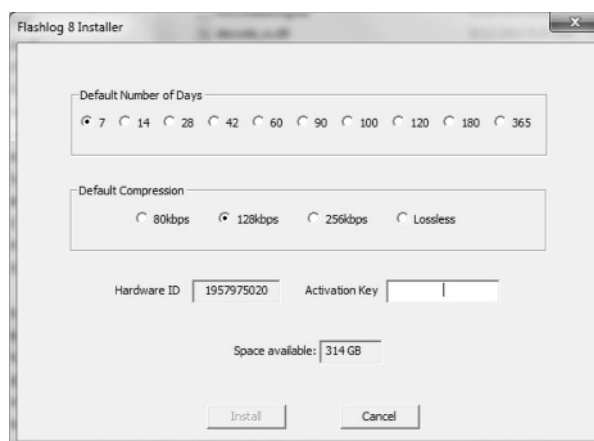 Flashlog 8 Installer
Default Number of Days
7 14 28 42 60 90 100 120 180 365
Default Compression
80kbps 128kbps 256kbps Lossless
Hardware ID 1957975020 Activation Key
Space available: 314 GB
Install Cancel